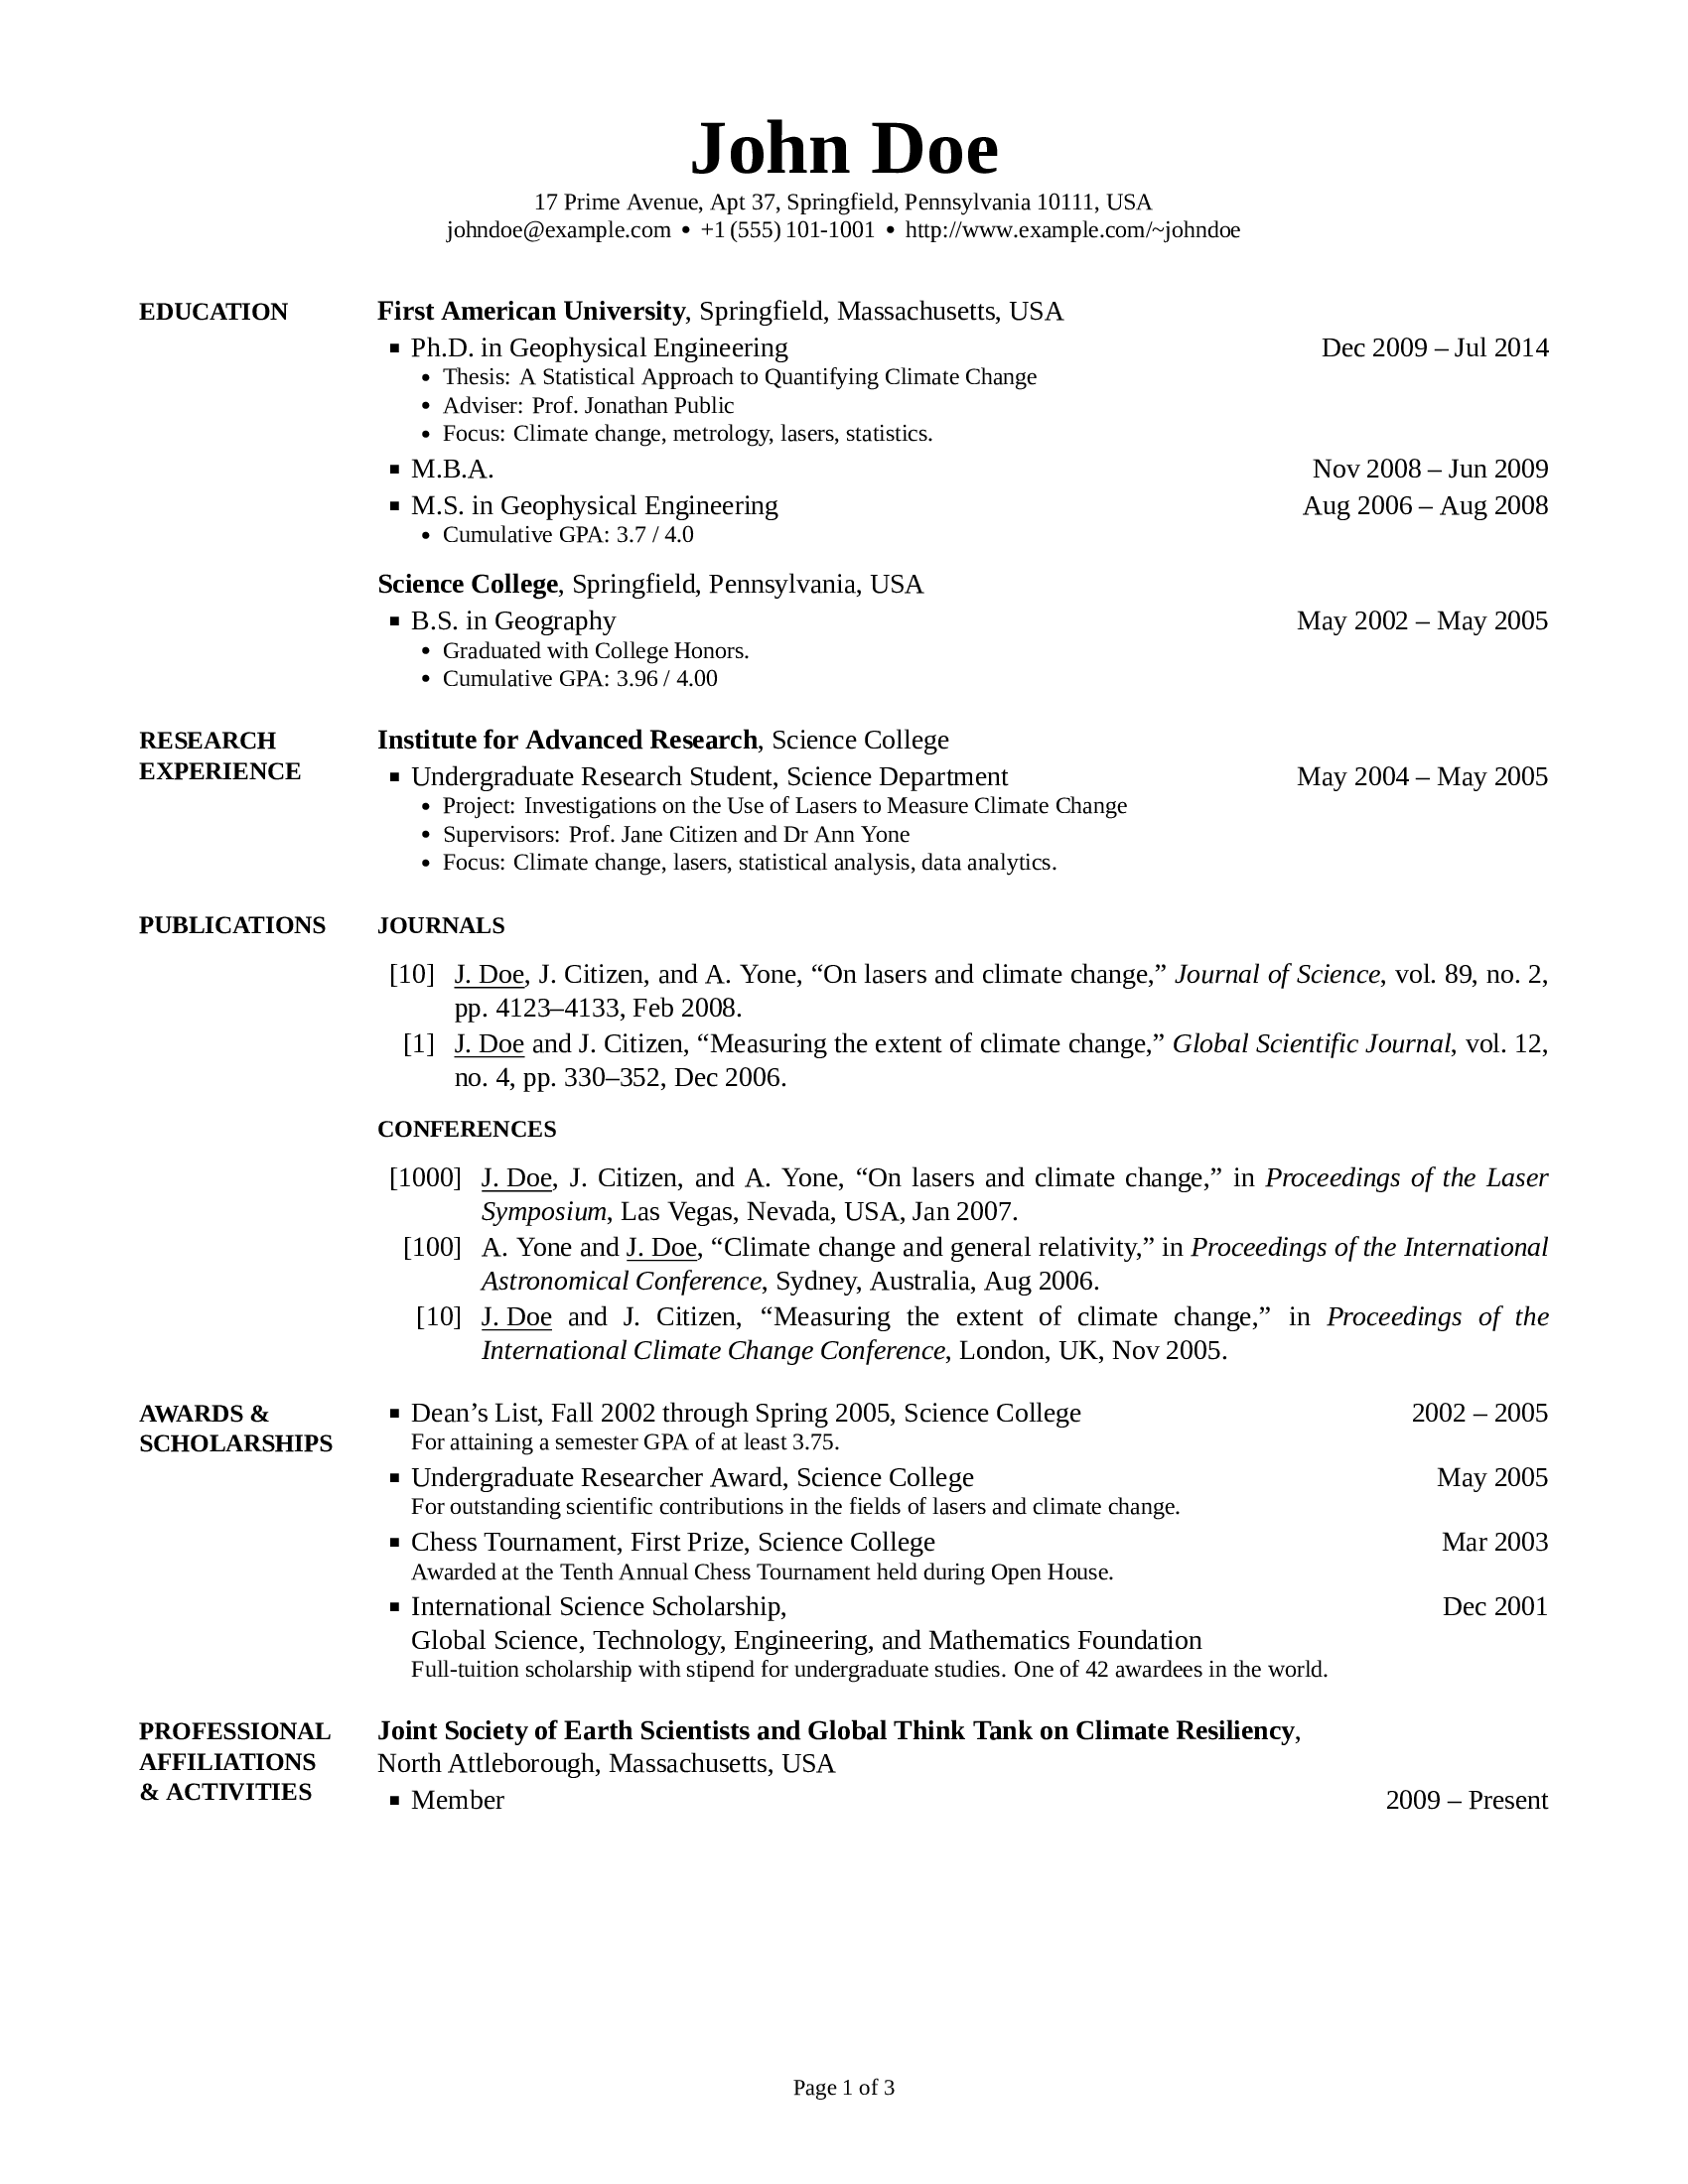 John Doe
17 Prime Avenue, Apt 37, Springfield, Pennsylvania 10111, USA
johndoe@example.com • +1 (555) 101-1001 • http://www.example.com/~johndoe
EDUCATION
First American University, Springfield, Massachusetts, USA
▪ Ph.D. in Geophysical Engineering Dec 2009 – Jul 2014
• Thesis: A Statistical Approach to Quantifying Climate Change
• Adviser: Prof. Jonathan Public
• Focus: Climate change, metrology, lasers, statistics.
▪ M.B.A. Nov 2008 – Jun 2009
▪ M.S. in Geophysical Engineering Aug 2006 – Aug 2008
• Cumulative GPA: 3.7 / 4.0
Science College, Springfield, Pennsylvania, USA
▪ B.S. in Geography May 2002 – May 2005
• Graduated with College Honors.
• Cumulative GPA: 3.96 / 4.00
RESEARCH
EXPERIENCE
Institute for Advanced Research, Science College
▪ Undergraduate Research Student, Science Department May 2004 – May 2005
• Project: Investigations on the Use of Lasers to Measure Climate Change
• Supervisors: Prof. Jane Citizen and Dr Ann Yone
• Focus: Climate change, lasers, statistical analysis, data analytics.
PUBLICATIONS
JOURNALS
[10] J. Doe, J. Citizen, and A. Yone, “On lasers and climate change,” Journal of Science, vol. 89, no. 2,
pp. 4123–4133, Feb 2008.
[1] J. Doe and J. Citizen, “Measuring the extent of climate change,” Global Scientific Journal, vol. 12,
no. 4, pp. 330–352, Dec 2006.
CONFERENCES
[1000] J. Doe, J. Citizen, and A. Yone, “On lasers and climate change,” in Proceedings of the Laser
Symposium, Las Vegas, Nevada, USA, Jan 2007.
[100] A. Yone and J. Doe, “Climate change and general relativity,” in Proceedings of the International
Astronomical Conference, Sydney, Australia, Aug 2006.
[10] J. Doe and J. Citizen, “Measuring the extent of climate change,” in Proceedings of the
International Climate Change Conference, London, UK, Nov 2005.
AWARDS &
SCHOLARSHIPS
▪ Dean’s List, Fall 2002 through Spring 2005, Science College 2002 – 2005
For attaining a semester GPA of at least 3.75.
▪ Undergraduate Researcher Award, Science College May 2005
For outstanding scientific contributions in the fields of lasers and climate change.
▪ Chess Tournament, First Prize, Science College Mar 2003
Awarded at the Tenth Annual Chess Tournament held during Open House.
▪ International Science Scholarship, Dec 2001
Global Science, Technology, Engineering, and Mathematics Foundation
Full-tuition scholarship with stipend for undergraduate studies. One of 42 awardees in the world.
PROFESSIONAL
AFFILIATIONS
& ACTIVITIES
Joint Society of Earth Scientists and Global Think Tank on Climate Resiliency,
North Attleborough, Massachusetts, USA
▪ Member 2009 – Present
Page 1 of 3